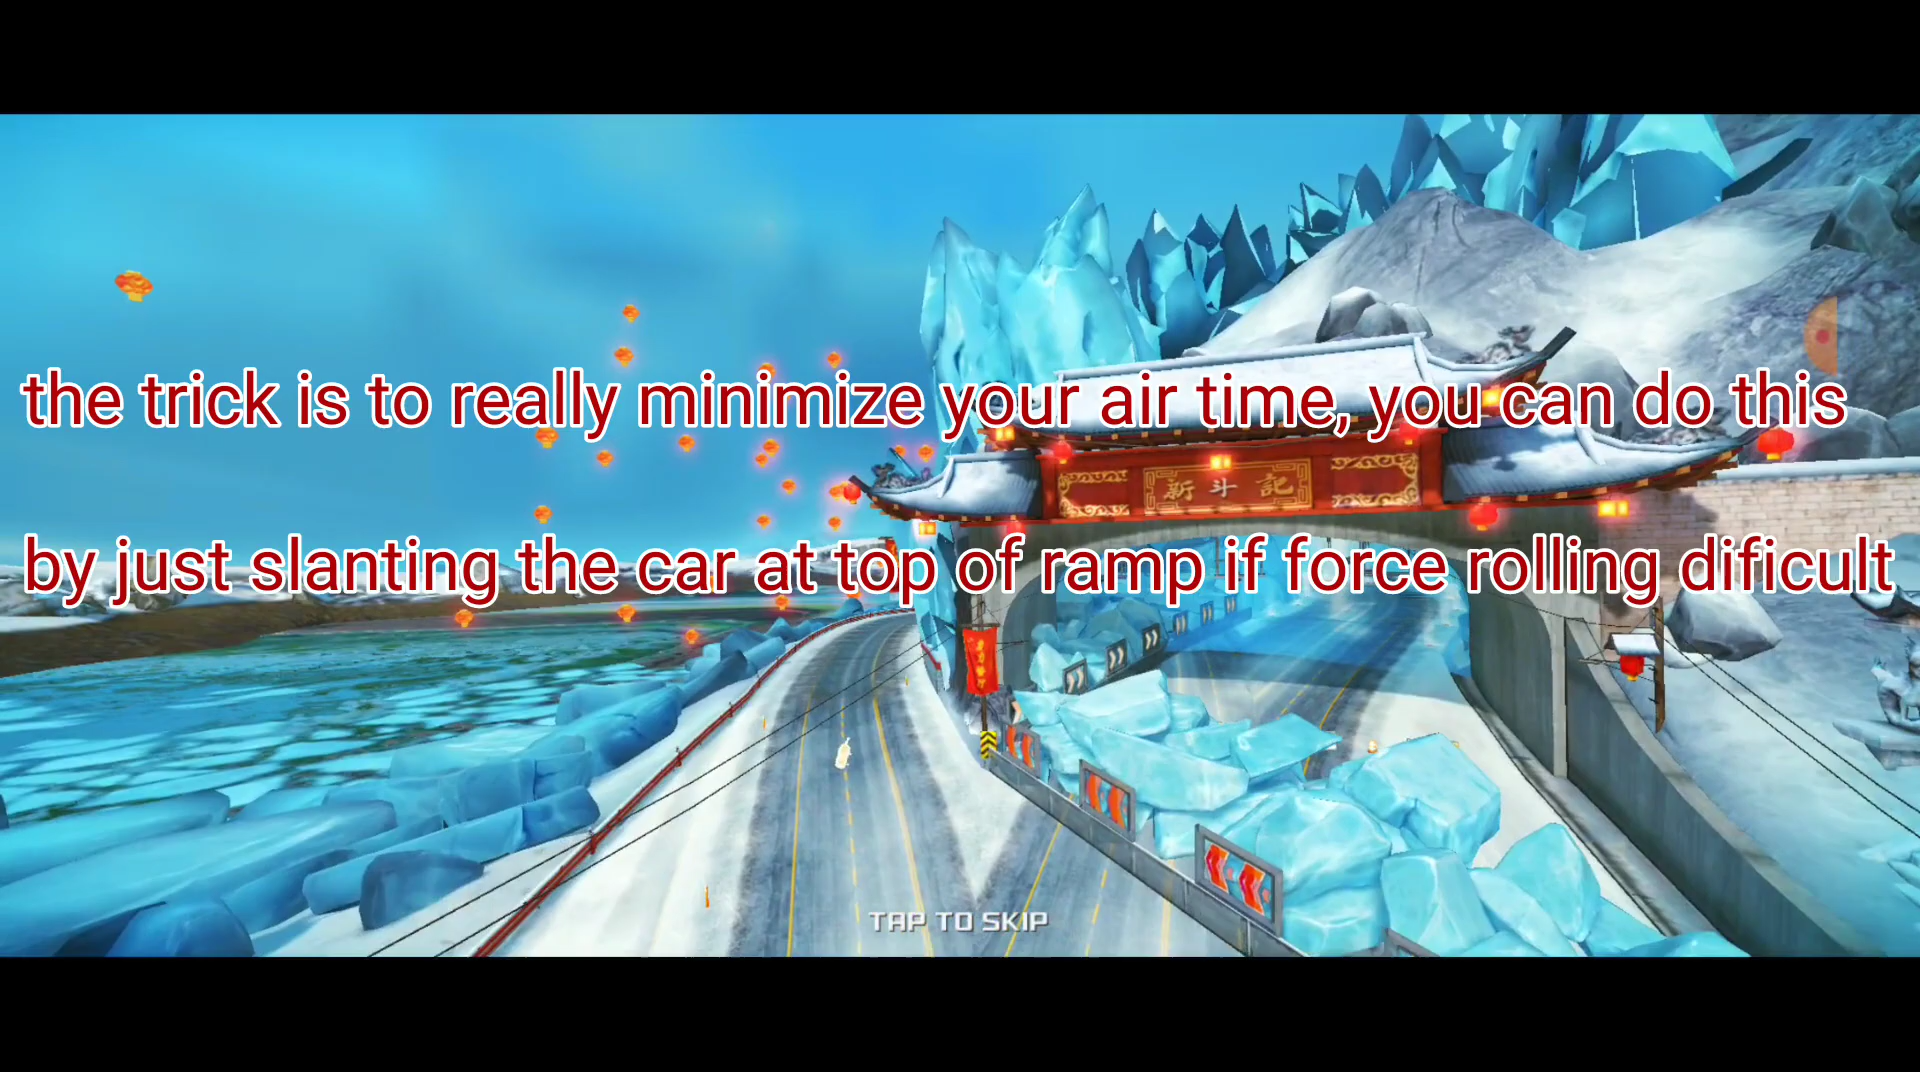 the trick is to really minimize your air time, you can do this
新斗記
by just slanting the car at top of ramp if force rolling dificult
TAP TO SKIP